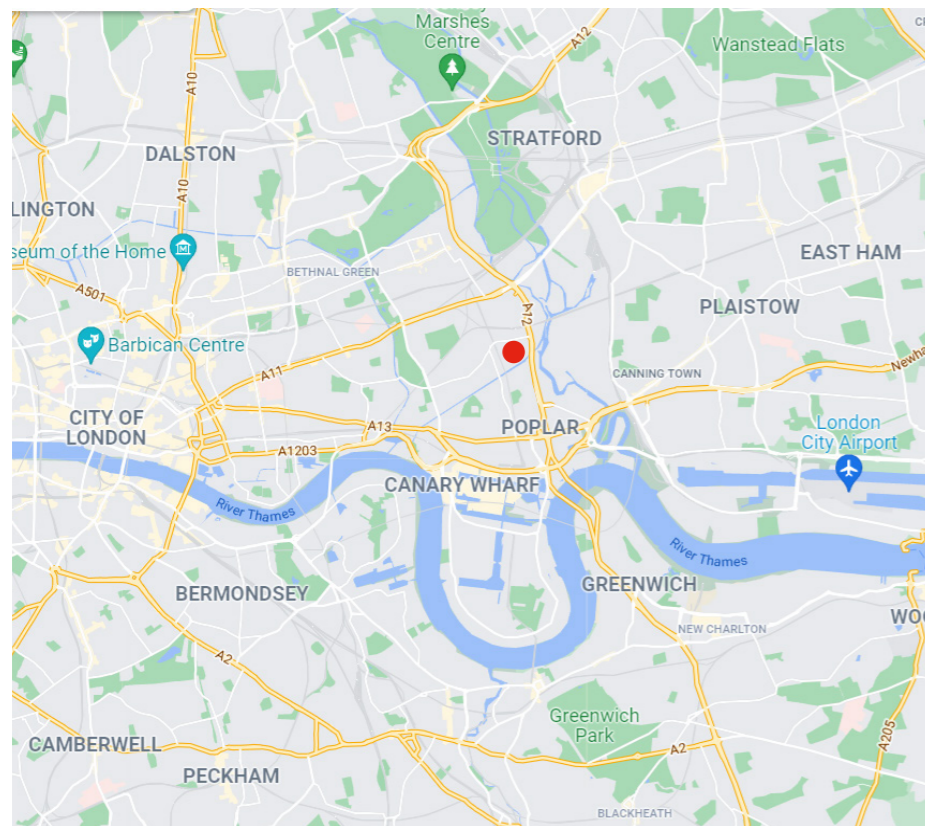 Marshes
Centre
A12
Wanstead Flats
A10
STRATFORD
DALSTON
A10
LINGTON
seum of the Home
BETHNAL GREEN
EAST HAM
A501
A12
PLAISTOW
Barbican Centre
A11
CANNING TOWN
Newha
CITY OF
LONDON
A13
POPLAR
London
City Airport
A1203
CANARY WHARF
River Thames
River Thames
BERMONDSEY
GREENWICH
NEW CHARLTON
WOO
A2
Greenwich
Park
A205
CAMBERWELL
A2
PECKHAM
BLACKHEATH